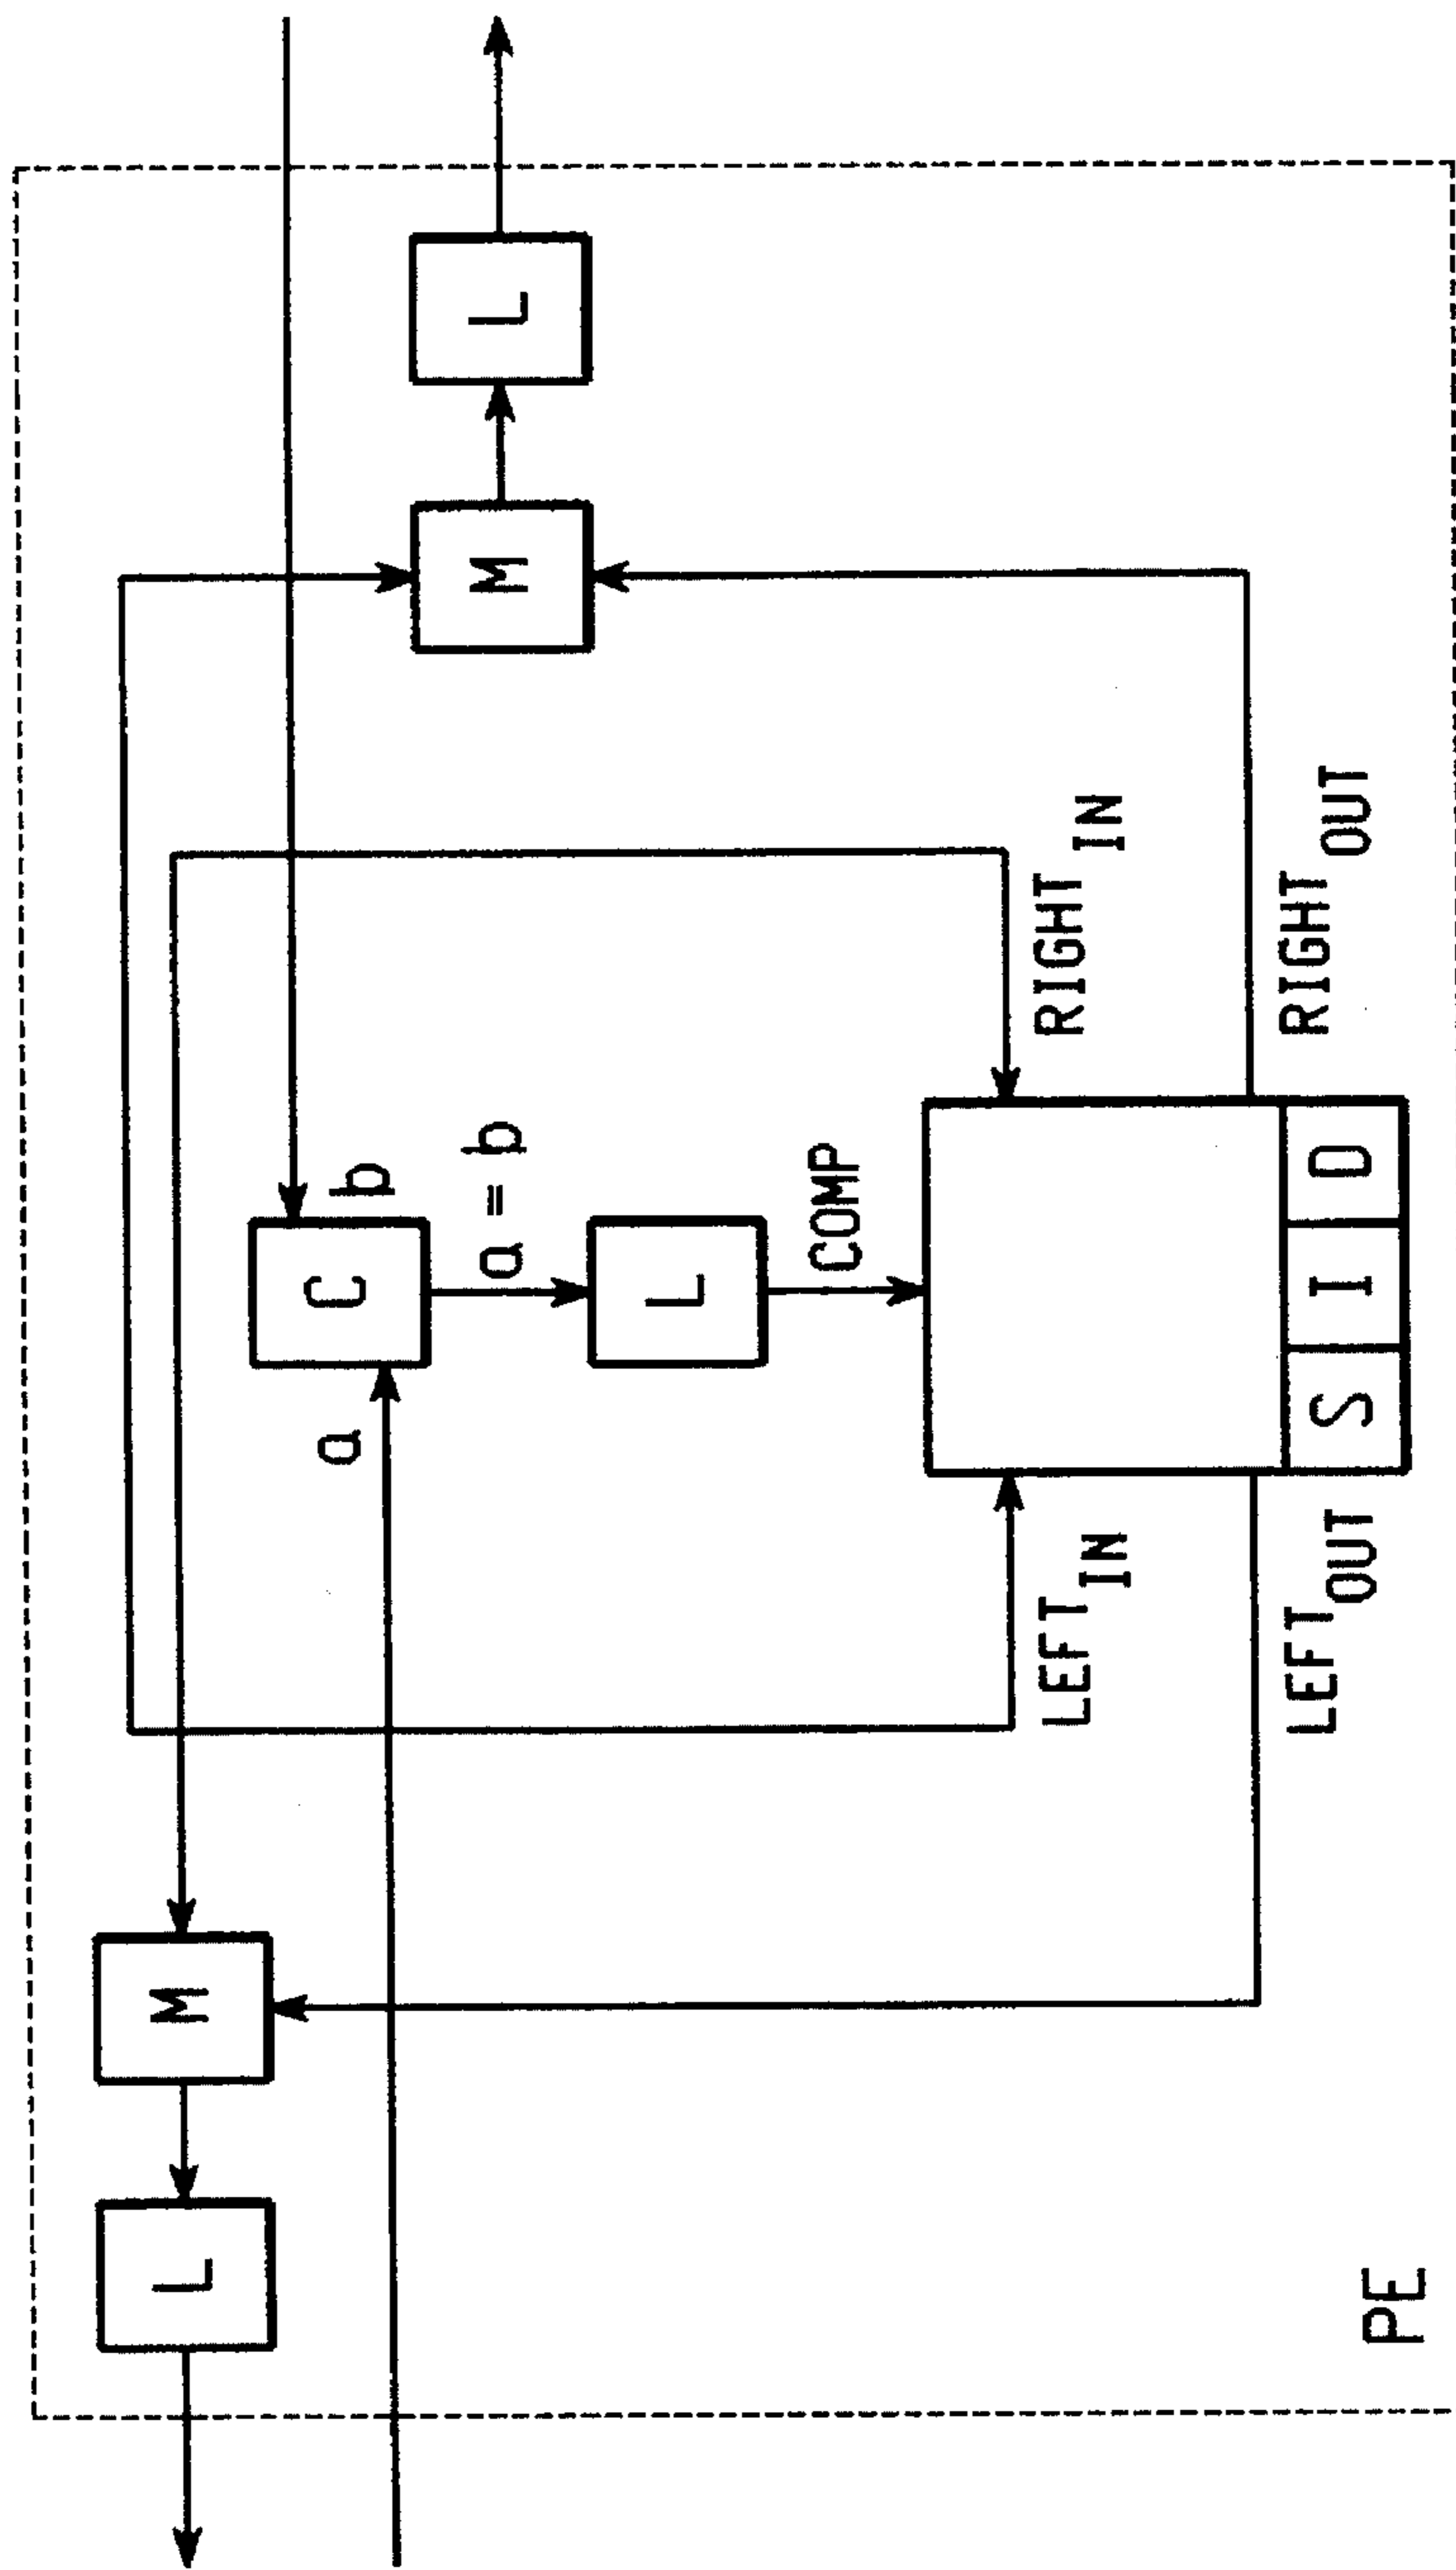 L
M
a
C
b
a = b
M
L
L
COMP
LEFT IN
RIGHT IN
LEFT OUT
S
I
D
RIGHT OUT
PE